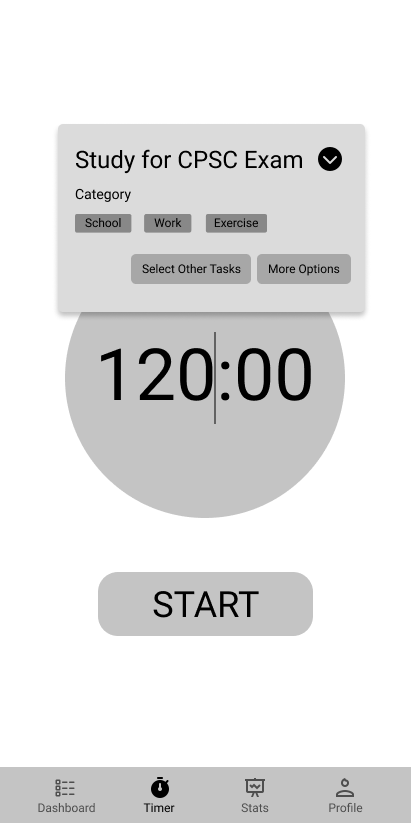 Study for CPSC Exam
Category
School Work Exercise
Select Other Tasks More Options
120:00
START
Dashboard Timer Stats Profile